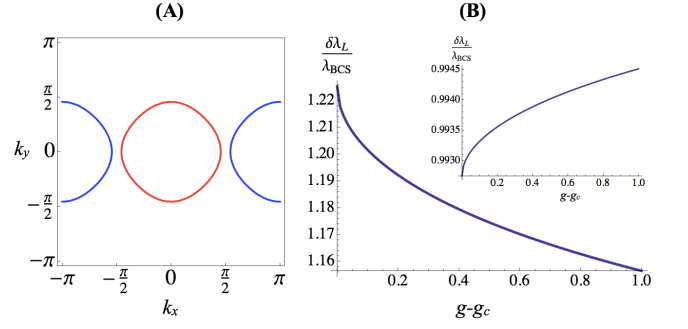 (A)
π
π/2
k_y 0
-π/2
-π
-π -π/2 0 π/2 π
k_x
(B)
δλ_L/λ_BCS
1.22
1.21
1.20
1.19
1.18
1.17
1.16
0.2 0.4 0.6 0.8 1.0
g-g_c
δλ_L/λ_BCS
0.9945
0.9940
0.9935
0.9930
0.0 0.2 0.4 0.6 0.8 1.0
g-g_c